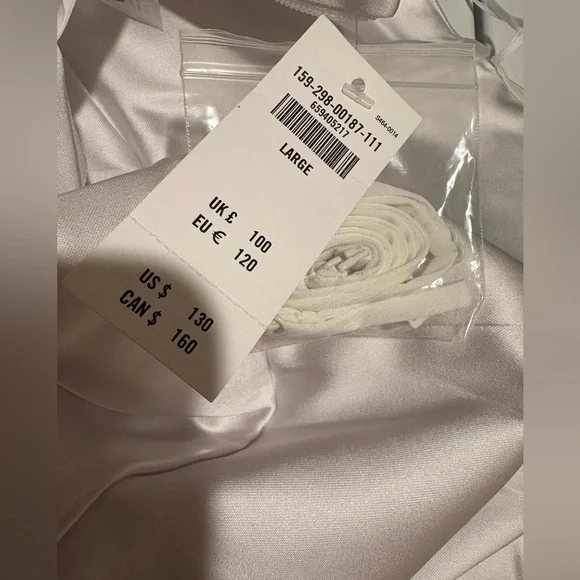 159-298-00187-111
659405217
S464-0014
LARGE
UK £ 100
EU € 120
US $ 130
CAN $ 160